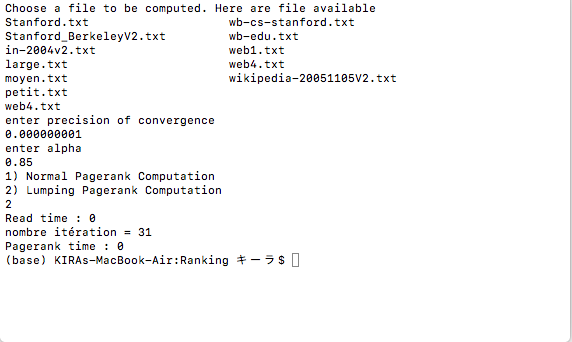 Choose a file to be computed. Here are file available
Stanford.txt wb-cs-stanford.txt
Stanford_BerkeleyV2.txt wb-edu.txt
in-2004v2.txt web1.txt
large.txt web4.txt
moyen.txt wikipedia-20051105V2.txt
petit.txt
web4.txt
enter precision of convergence
0.000000001
enter alpha
0.85
1) Normal Pagerank Computation
2) Lumping Pagerank Computation
2
Read time : 0
nombre itération = 31
Pagerank time : 0
(base) KIRAs-MacBook-Air:Ranking キーラ$